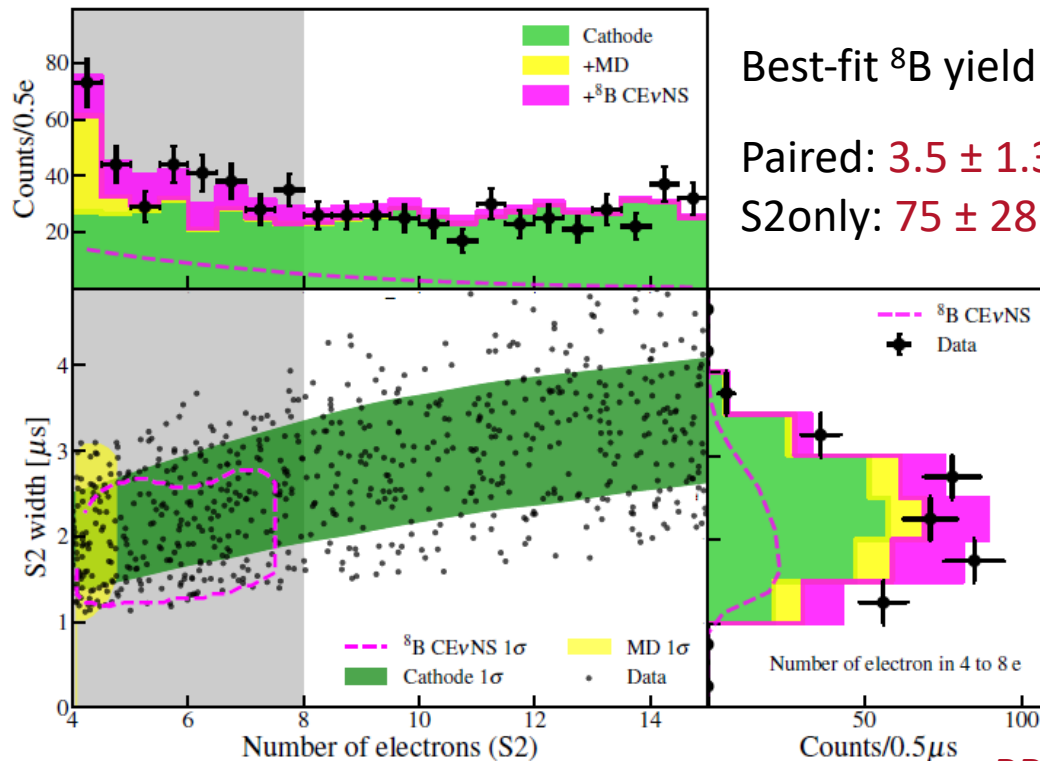 Cathode
+MD
+⁸B CEνNS
80
60
40
20
Counts/0.5e
Best-fit ⁸B yield
Paired: 3.5 ± 1.3
S2only: 75 ± 28
4
3
2
1
0
S2 width [μs]
⁸B CEνNS 1σ
MD 1σ
Cathode 1σ
Data
4
6
8
10
12
14
Number of electrons (S2)
⁸B CEνNS
Data
Number of electron in 4 to 8 e
50
100
Counts/0.5μs